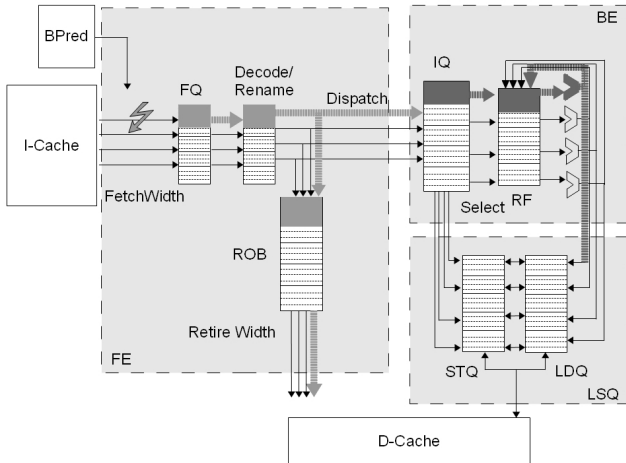 BPred
BE
FQ
Decode/
Rename
IQ
Dispatch
I-Cache
FetchWidth
Select
RF
ROB
Retire Width
FE
STQ
LDQ
LSQ
D-Cache